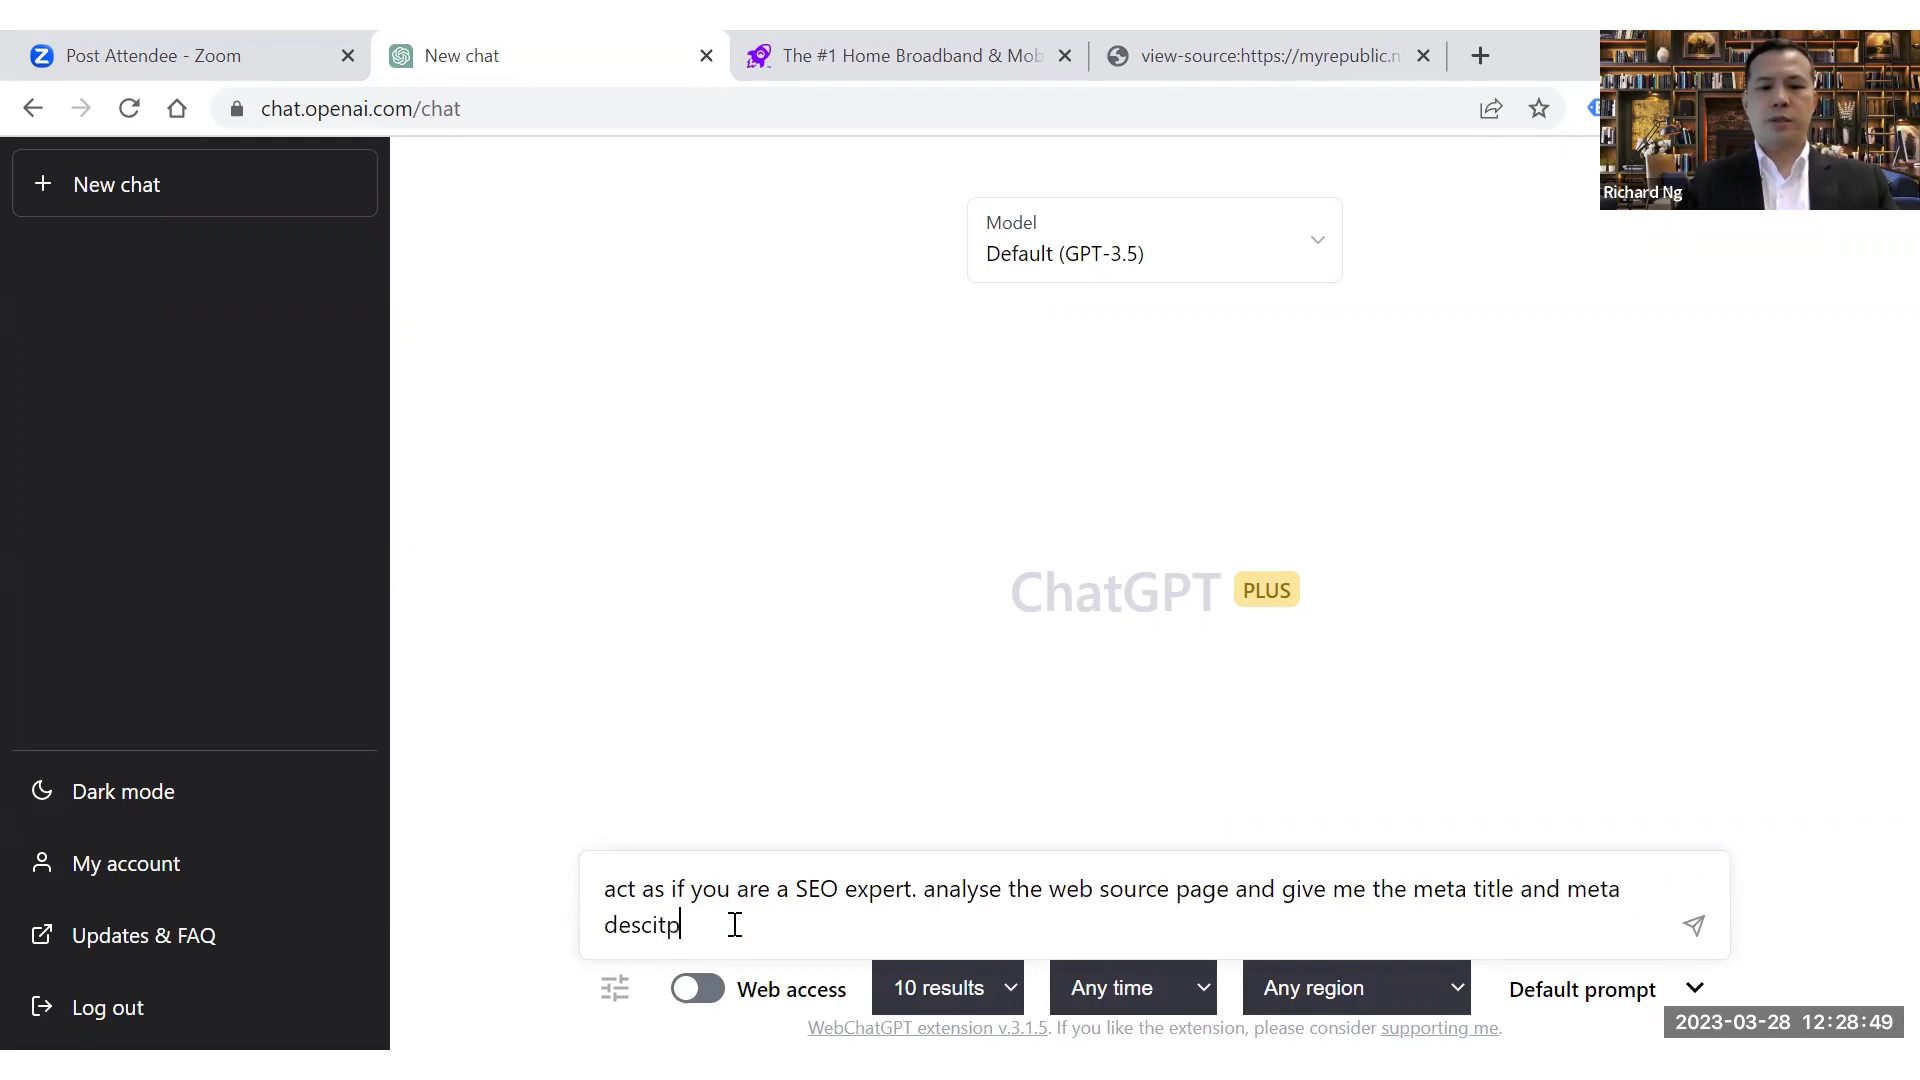 Post Attendee - Zoom
New chat
The #1 Home Broadband & Mob
view-source:https://myrepublic.n
chat.openai.com/chat
Richard Ng
New chat
Model
Default (GPT-3.5)
ChatGPT PLUS
Dark mode
My account
Updates & FAQ
Log out
act as if you are a SEO expert. analyse the web source page and give me the meta title and meta
descitp
Web access
10 results
Any time
Any region
Default prompt
WebChatGPT extension v.3.1.5. If you like the extension, please consider supporting me.
2023-03-28 12:28:49